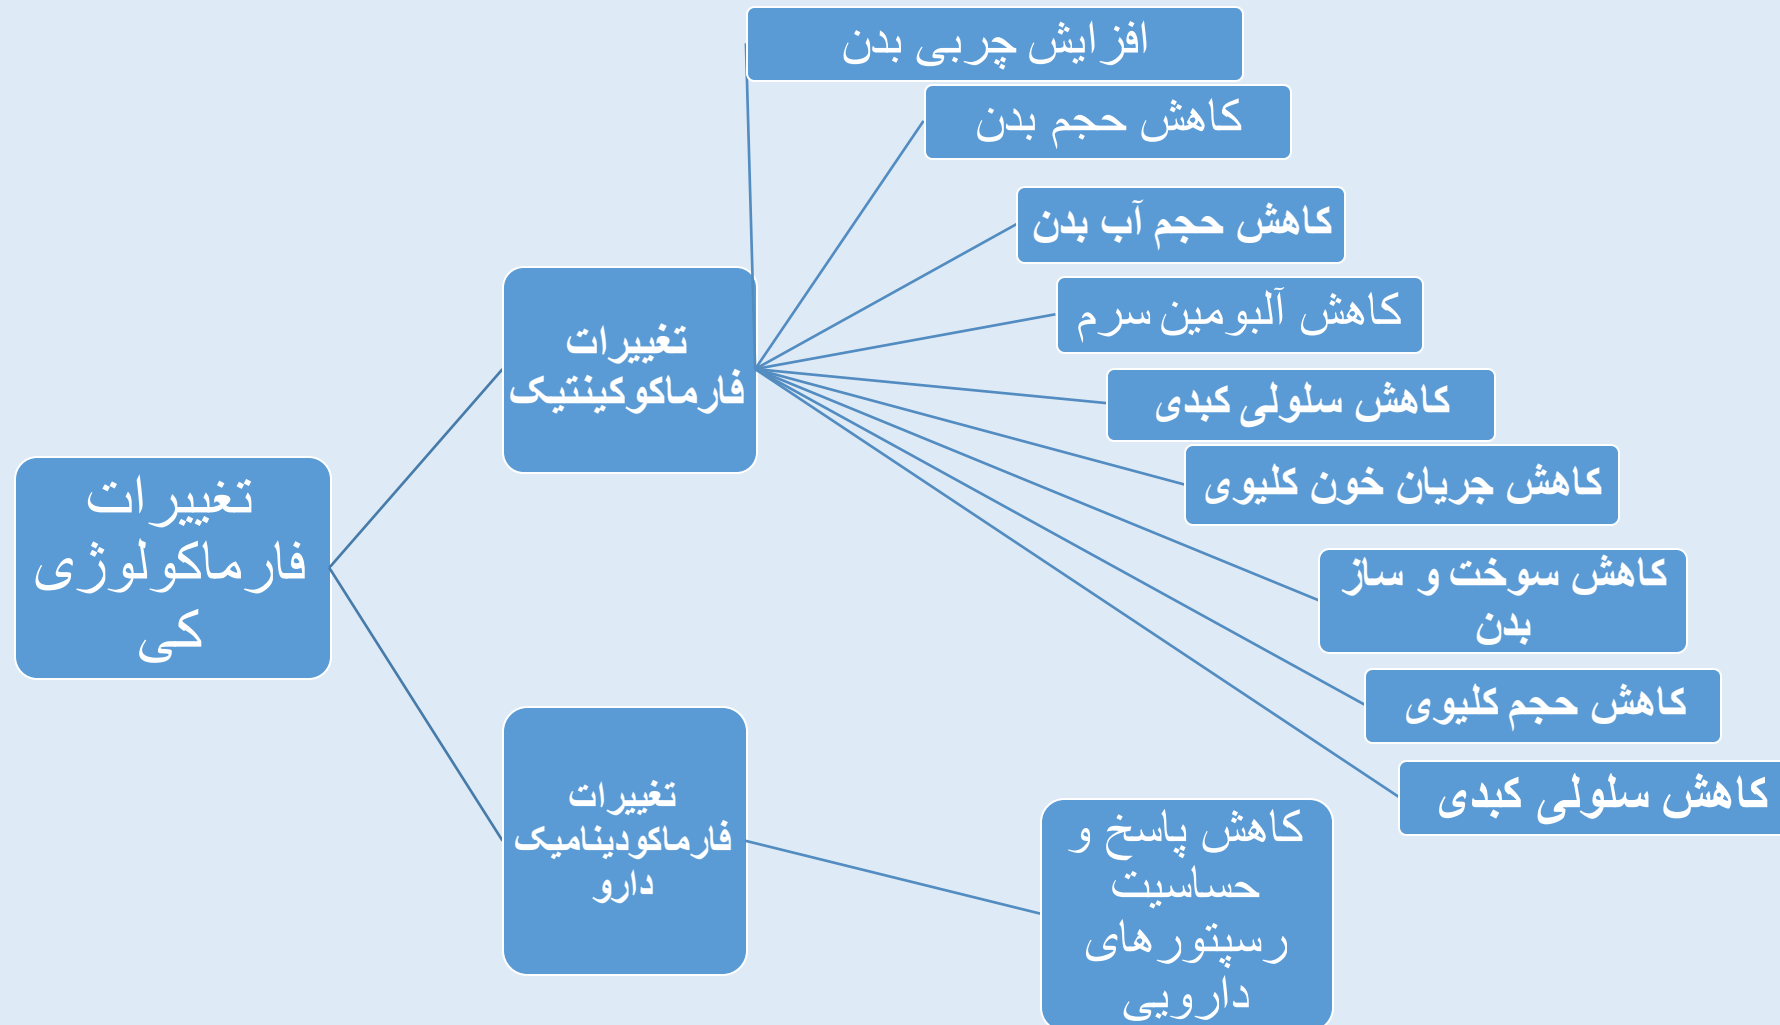 افزایش چربی بدن
کاهش حجم بدن
کاهش حجم آب بدن
کاهش آلبومین سرم
کاهش سلولی کبدی
کاهش جریان خون کلیوی
کاهش سوخت و ساز
بدن
کاهش حجم کلیوی
کاهش سلولی کبدی
تغییرات
فارماکوکینتیک
تغییرات
فارماکولوژی
کی
تغییرات
فارماکودینامیک
دارو
کاهش پاسخ و
حساسیت
رسپتورهای
دارویی